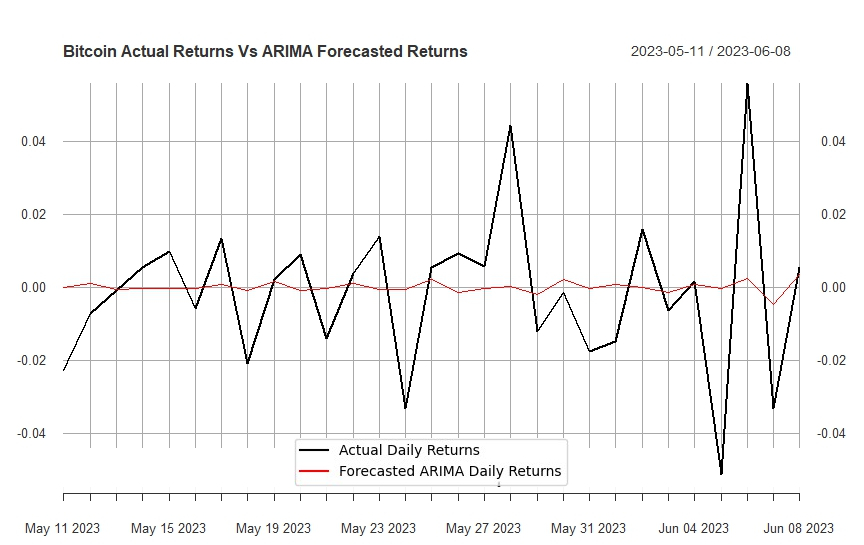 Bitcoin Actual Returns Vs ARIMA Forecasted Returns 2023-05-11 / 2023-06-08
0.04 0.04
0.02 0.02
0.00 0.00
-0.02 -0.02
-0.04 -0.04
Actual Daily Returns
Forecasted ARIMA Daily Returns
May 11 2023 May 15 2023 May 19 2023 May 23 2023 May 27 2023 May 31 2023 Jun 04 2023 Jun 08 2023